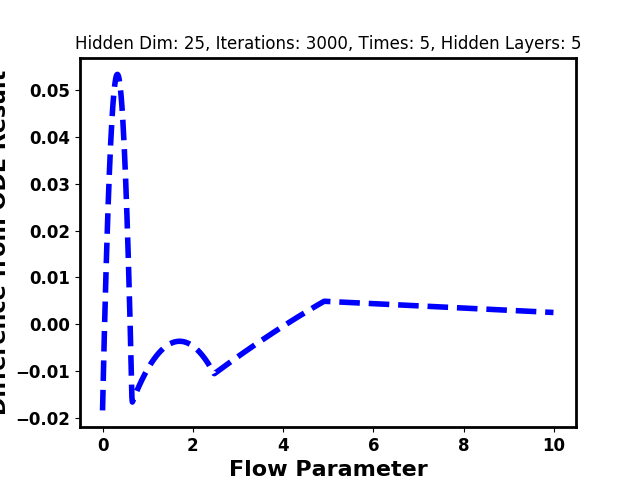 Hidden Dim: 25, Iterations: 3000, Times: 5, Hidden Layers: 5
Difference from ODE Result
0.05
0.04
0.03
0.02
0.01
0.00
−0.01
−0.02
0 2 4 6 8 10
Flow Parameter